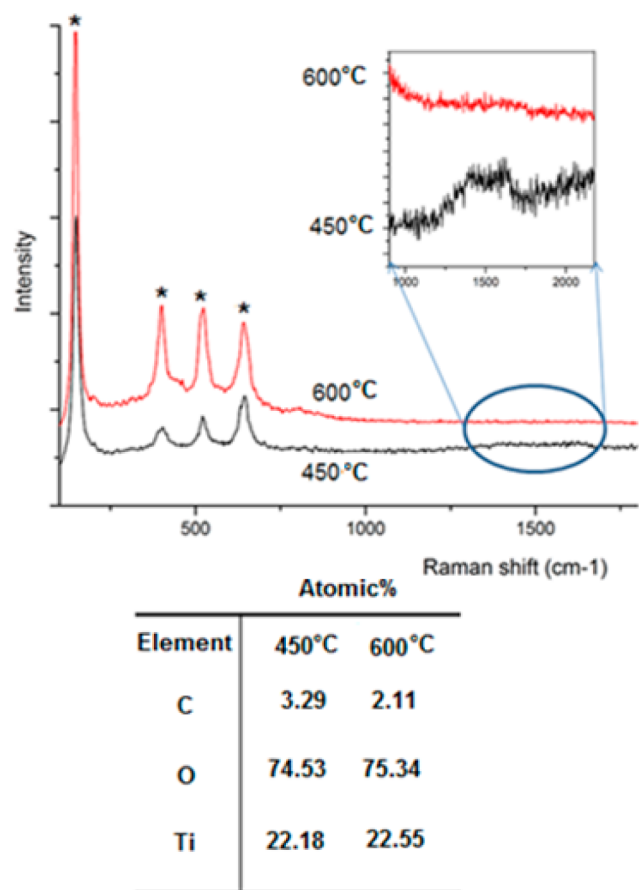 *
600°C
450°C
1000 1500 2000
* * *
Intensity
600°C
450°C
500 1000 1500
Raman shift (cm-1)
Atomic%
Element 450°C 600°C
C 3.29 2.11
O 74.53 75.34
Ti 22.18 22.55